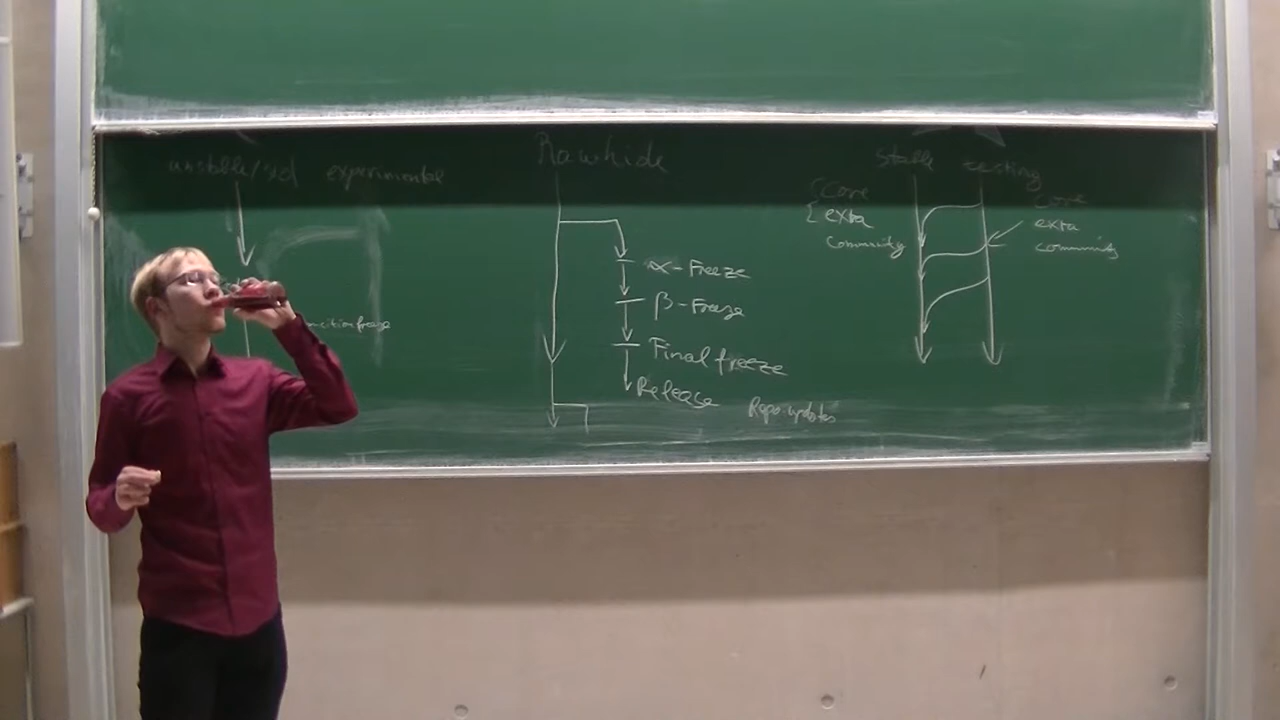 unstable/sid experimental
Rawhide
α-Freeze
β-Freeze
Final freeze
Release
Repo-updates
stable testing
core
extra
community
core
extra
community